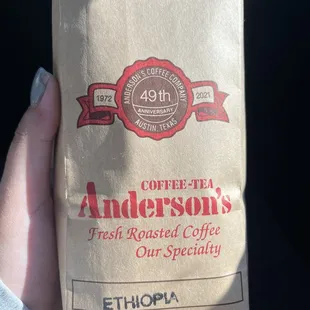 ANDERSON'S COFFEE COMPANY
1972 49th 2021
ANNIVERSARY
AUSTIN, TEXAS
COFFEE-TEA
Anderson's
Fresh Roasted Coffee
Our Specialty
ETHIOPIA